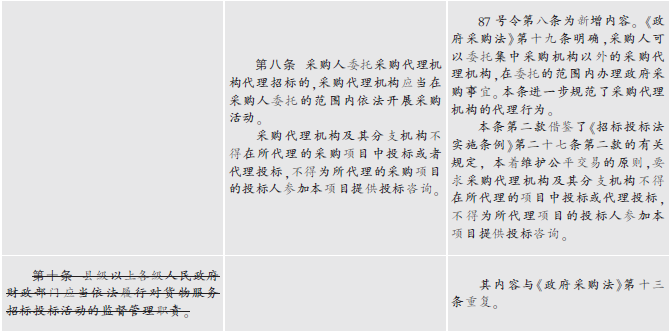 第八条 采购人委托采购代理机
构代理招标的,采购代理机构应当在
采购人委托的范围内依法开展采购
活动。
采购代理机构及其分支机构不
得在所代理的采购项目中投标或者
代理投标,不得为所代理的采购项目
的投标人参加本项目提供投标咨询。
87号令第八条为新增内容。《政
府采购法》第十九条明确,采购人可
以委托集中采购机构以外的采购代
理机构,在委托的范围内办理政府采
购事宜。本条进一步规范了采购代理
机构的代理行为。
本条第二款借鉴了《招标投标法
实施条例》第二十七条第二款的有关
规定,本着维护公平交易的原则,要
求采购代理机构及其分支机构不得
在所代理的项目中投标或代理投标,
不得为所代理项目的投标人参加本
项目提供投标咨询。
第十条 县级以上各级人民政府
财政部门应当依法履行对货物服务
招标投标活动的监督管理职责。
其内容与《政府采购法》第十三
条重复。